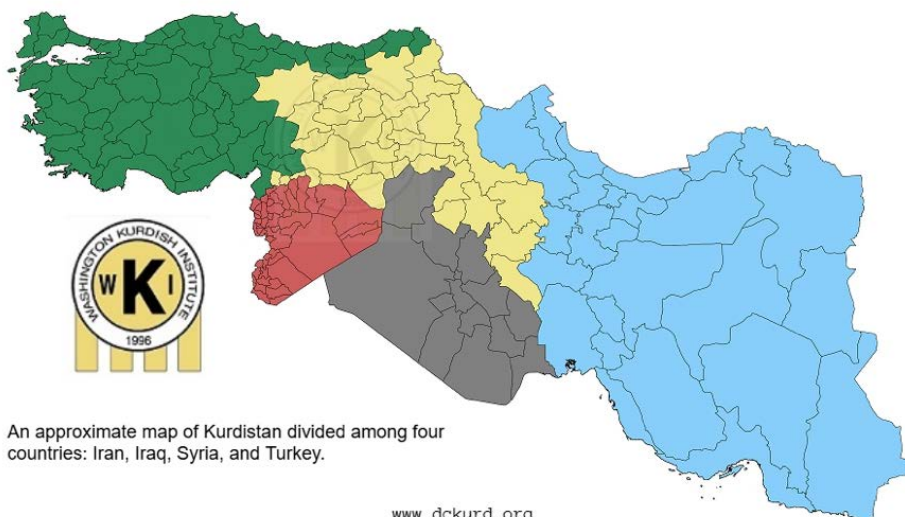 WASHINGTON KURDISH INSTITUTE
W K I
1996
An approximate map of Kurdistan divided among four
countries: Iran, Iraq, Syria, and Turkey.
www.dckurd.org